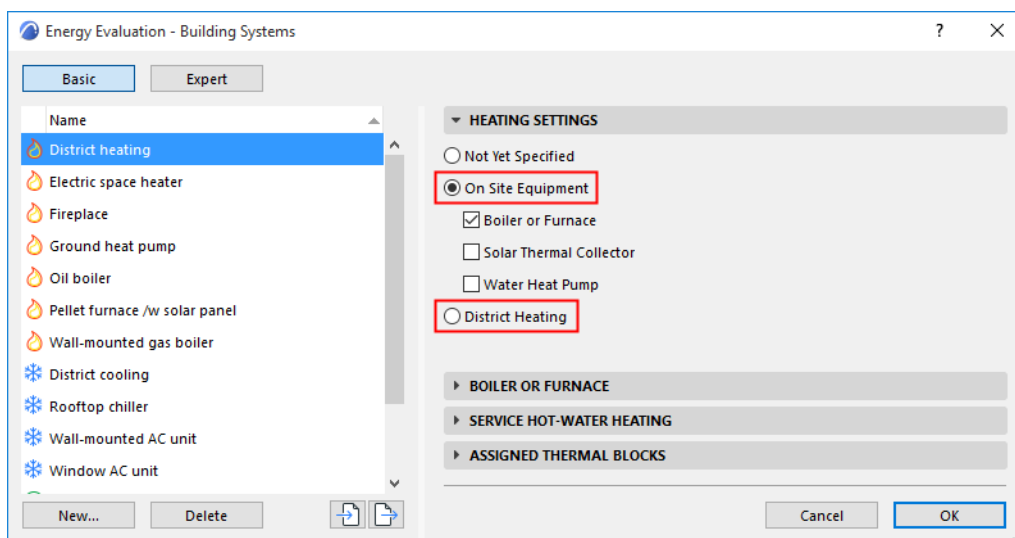 Energy Evaluation - Building Systems
?
Basic
Expert
Name
District heating
Electric space heater
Fireplace
Ground heat pump
Oil boiler
Pellet furnace /w solar panel
Wall-mounted gas boiler
District cooling
Rooftop chiller
Wall-mounted AC unit
Window AC unit
New...
Delete
HEATING SETTINGS
Not Yet Specified
On Site Equipment
Boiler or Furnace
Solar Thermal Collector
Water Heat Pump
District Heating
BOILER OR FURNACE
SERVICE HOT-WATER HEATING
ASSIGNED THERMAL BLOCKS
Cancel
OK